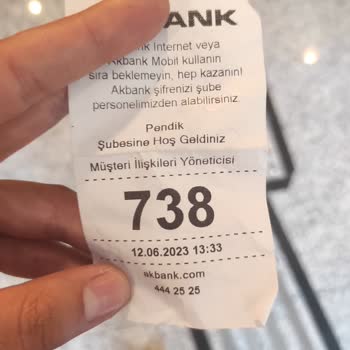 BANK
Internet veya
Akbank Mobil kullanın
sıra beklemeyin, hep kazanın!
Akbank şifrenizi şube
personelimizden alabilirsiniz
Pendik
Şubesine Hoş Geldiniz
Müşteri İlişkileri Yöneticisi
738
12.06.2023 13:33
akbank.com
444 25 25